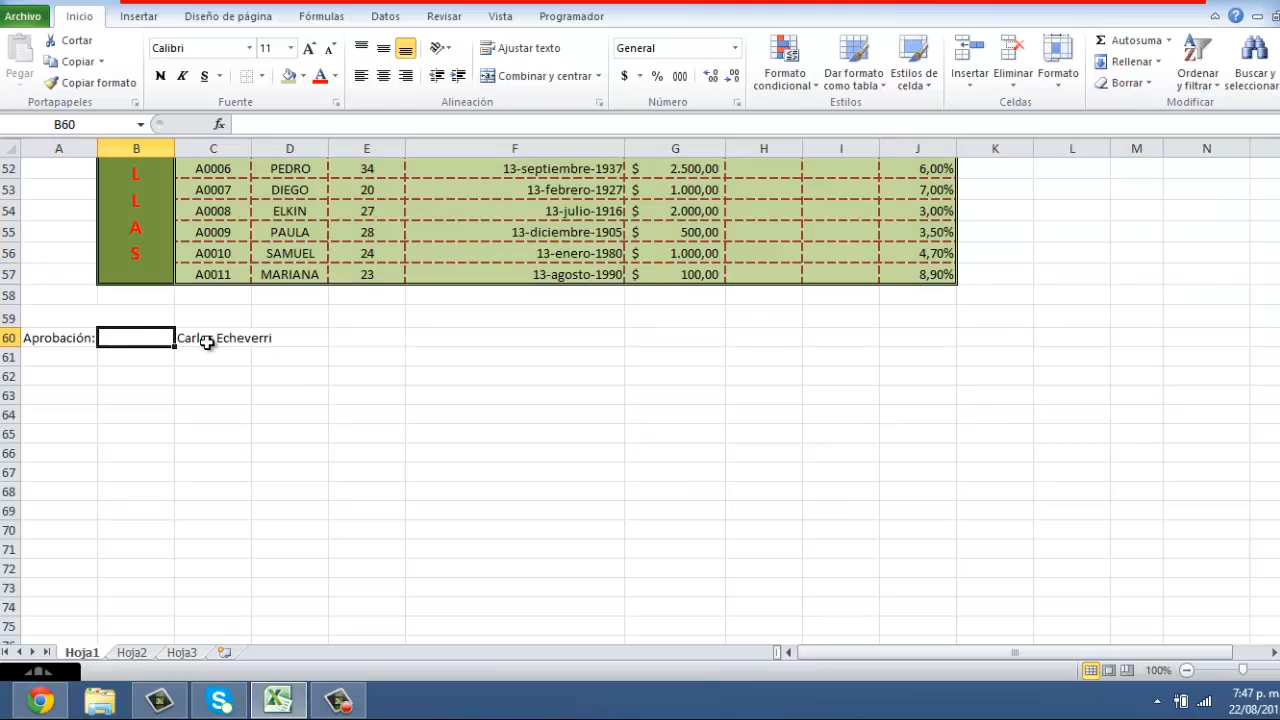 Archivo Inicio Insertar Diseño de página Fórmulas Datos Revisar Vista Programador
Cortar Calibri 11 Ajustar texto General Autosuma
Pegar Copiar Copiar formato N K S Combinar y centrar $ % 000 Formato condicional Dar formato como tabla Estilos de celda Insertar Eliminar Formato Rellenar Borrar Ordenar y filtrar Buscar y seleccionar
Portapapeles Fuente Alineación Número Estilos Celdas Modificar
B60 fx
A B C D E F G H I J K L M N
52 L A0006 PEDRO 34 13-septiembre-1937 $ 2.500,00 6,00%
53 L A0007 DIEGO 20 13-febrero-1927 $ 1.000,00 7,00%
54 A A0008 ELKIN 27 13-julio-1916 $ 2.000,00 3,00%
55 A0009 PAULA 28 13-diciembre-1905 $ 500,00 3,50%
56 S A0010 SAMUEL 24 13-enero-1980 $ 1.000,00 4,70%
57 A0011 MARIANA 23 13-agosto-1990 $ 100,00 8,90%
58
59
60 Aprobación: Carlos Echeverri
61
62
63
64
65
66
67
68
69
70
71
72
73
74
75
Hoja1 Hoja2 Hoja3
100%
7:47 p. m.
22/08/201